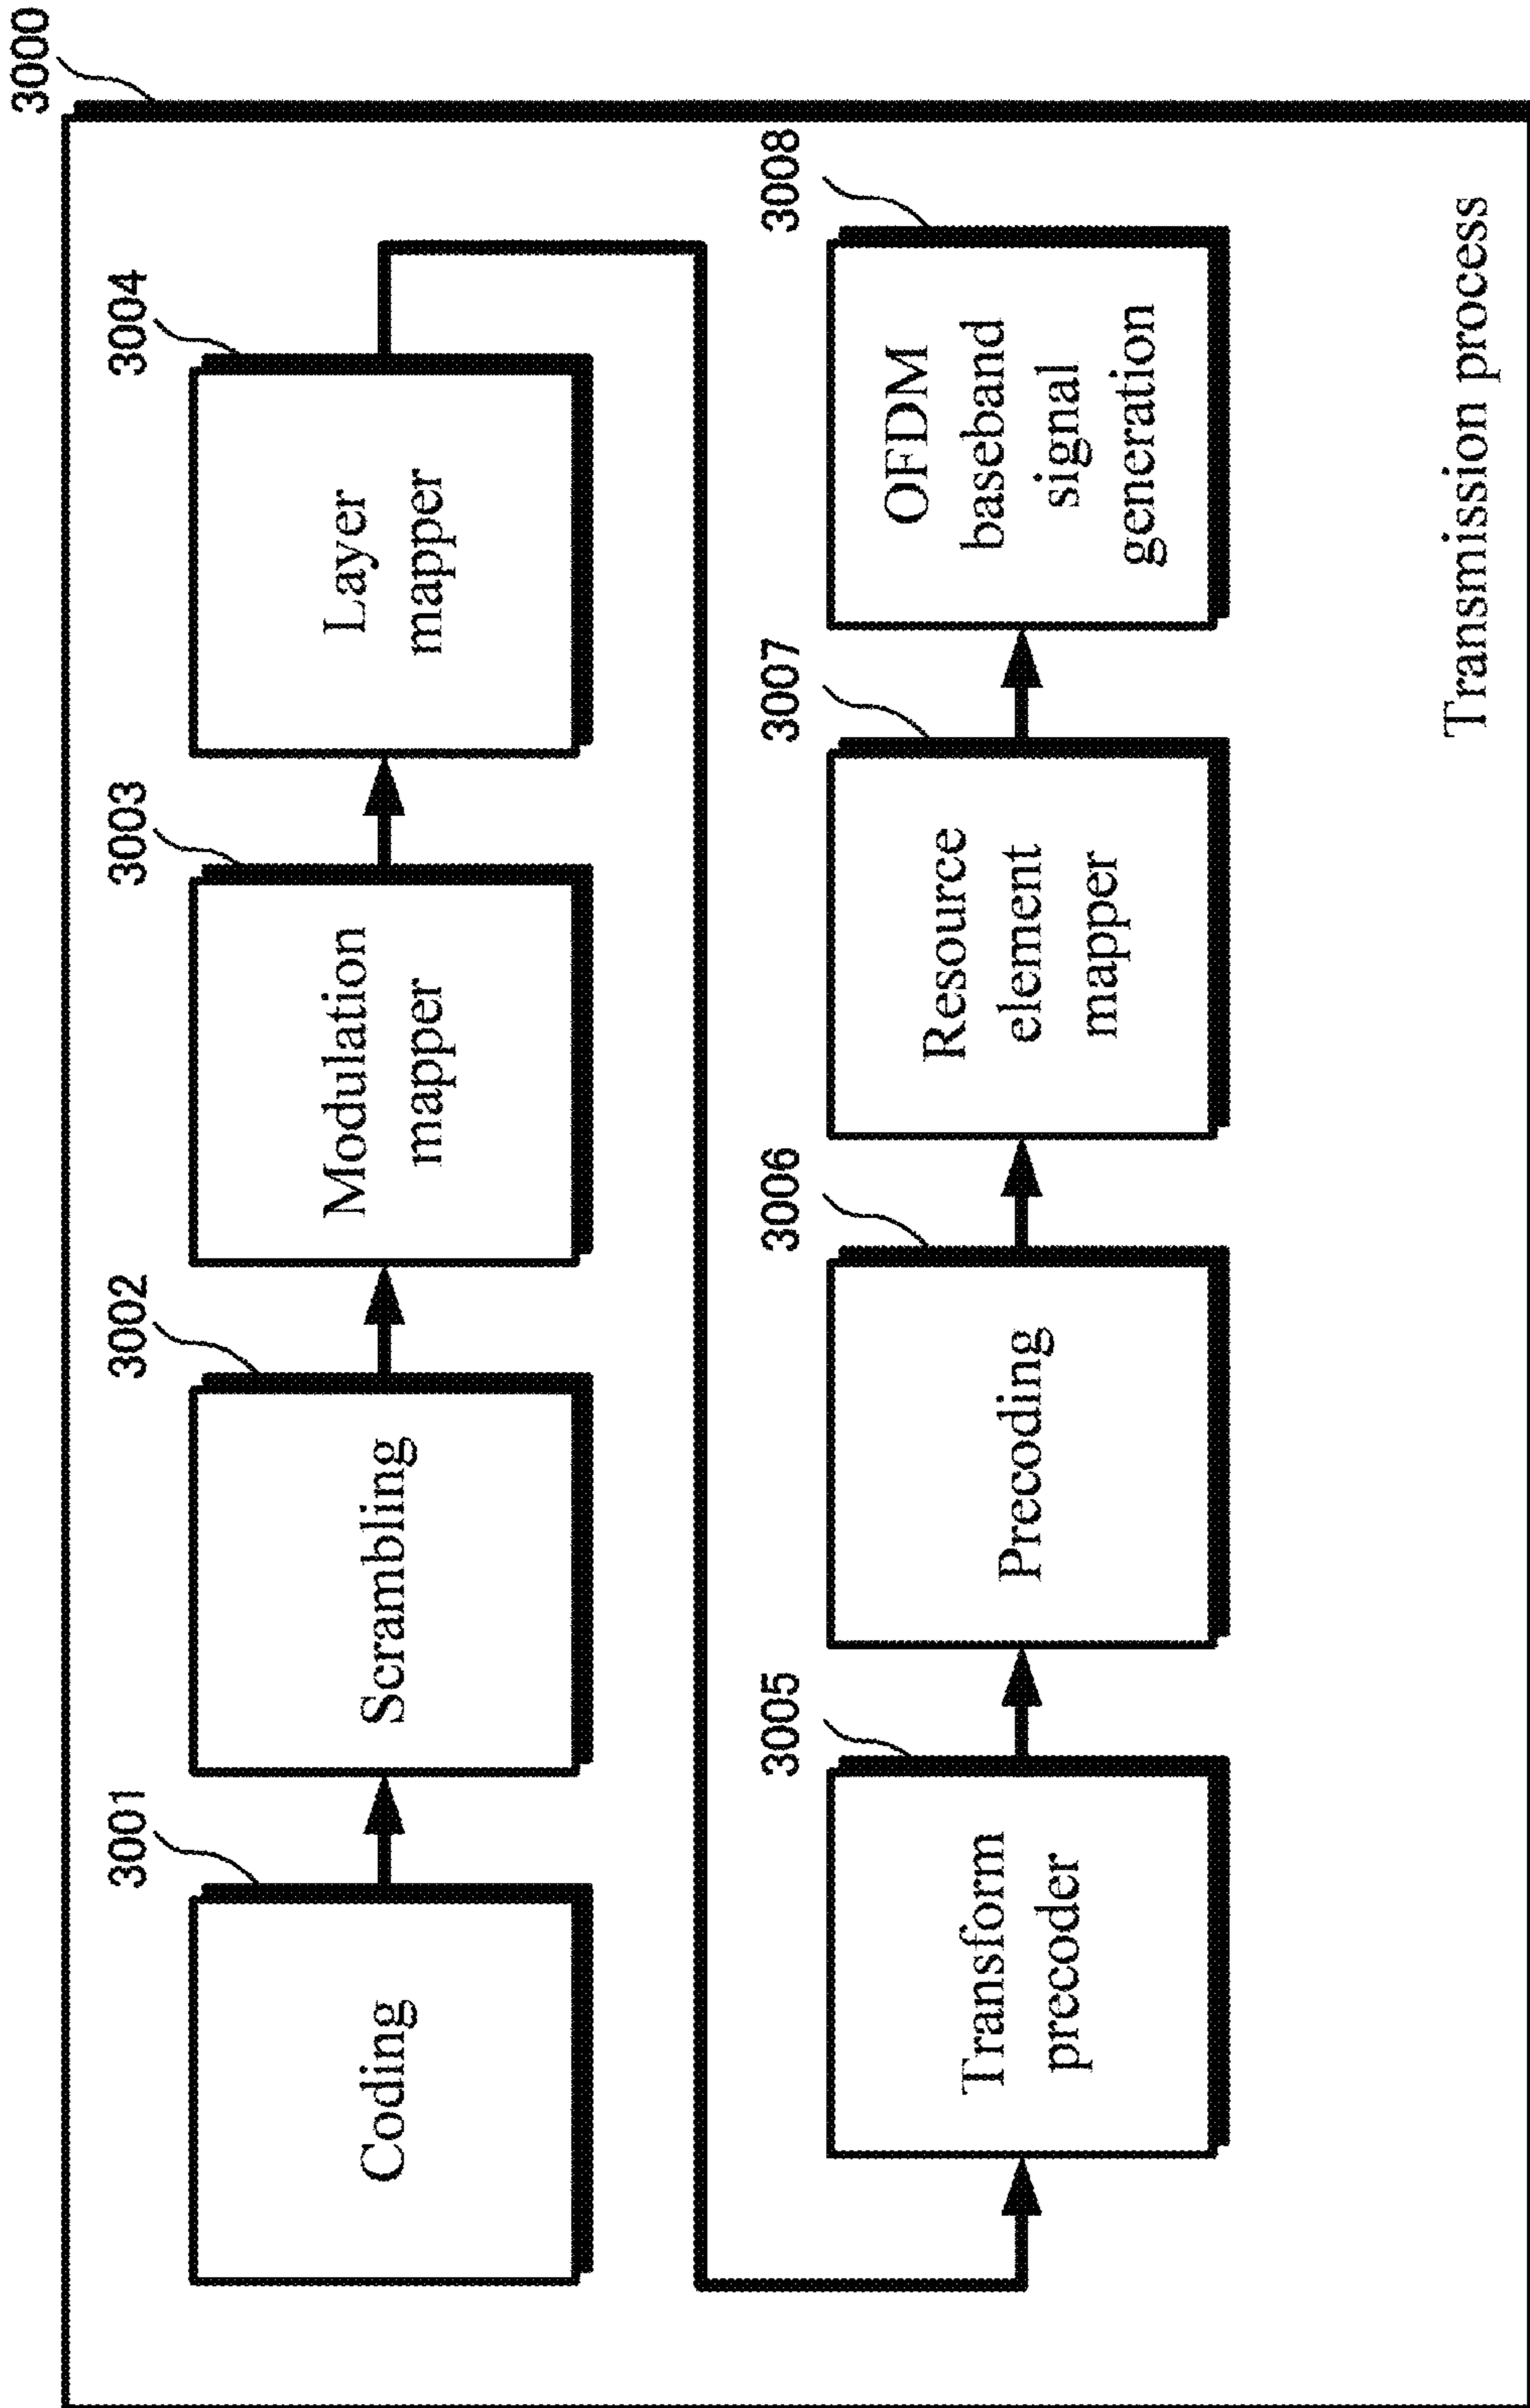 3000
3001
Coding
3002
Scrambling
3003
Modulation
mapper
3004
Layer
mapper
3005
Transform
precoder
3006
Precoding
3007
Resource
element
mapper
3008
OFDM
baseband
signal
generation
Transmission process